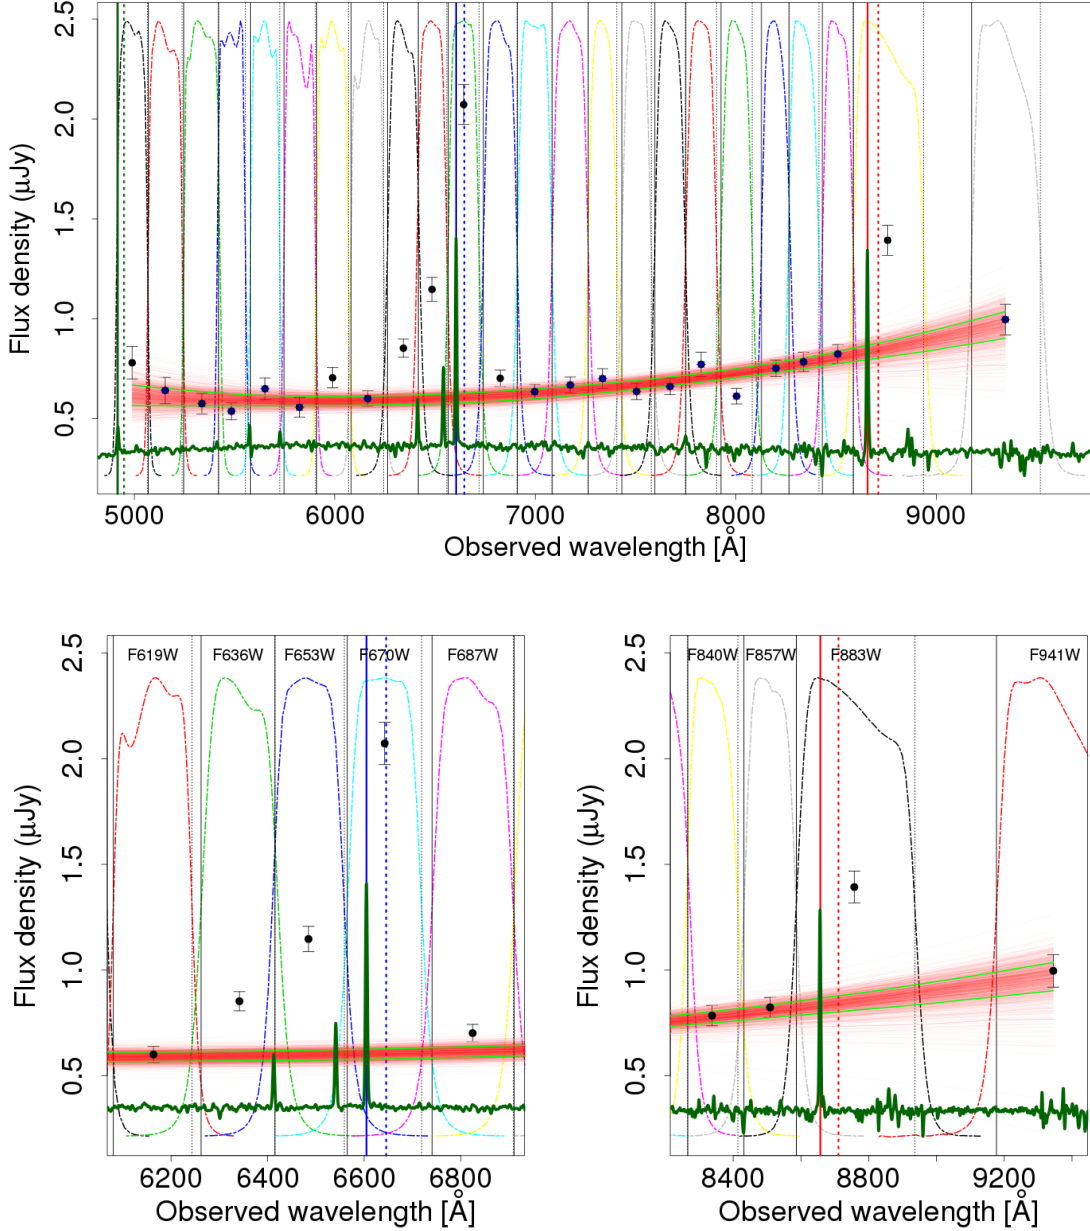 2.5
2.0
1.5
1.0
0.5
Flux density (μJy)
5000 6000 7000 8000 9000
Observed wavelength [Å]
F619W F636W F653W F670W F687W
2.5
2.0
1.5
1.0
0.5
Flux density (μJy)
6200 6400 6600 6800
Observed wavelength [Å]
F840W F857W F883W F941W
2.5
2.0
1.5
1.0
0.5
Flux density (μJy)
8400 8800 9200
Observed wavelength [Å]